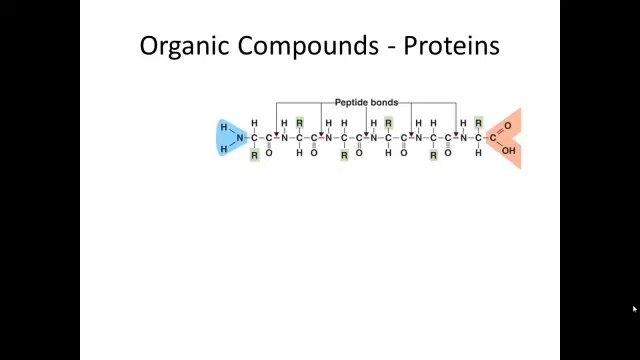 Organic Compounds - Proteins
Peptide bonds
H H H R H H H R H H H R O
H N C C N C C N C C N C C N C C N C C
H R O H O R O H O R O H OH